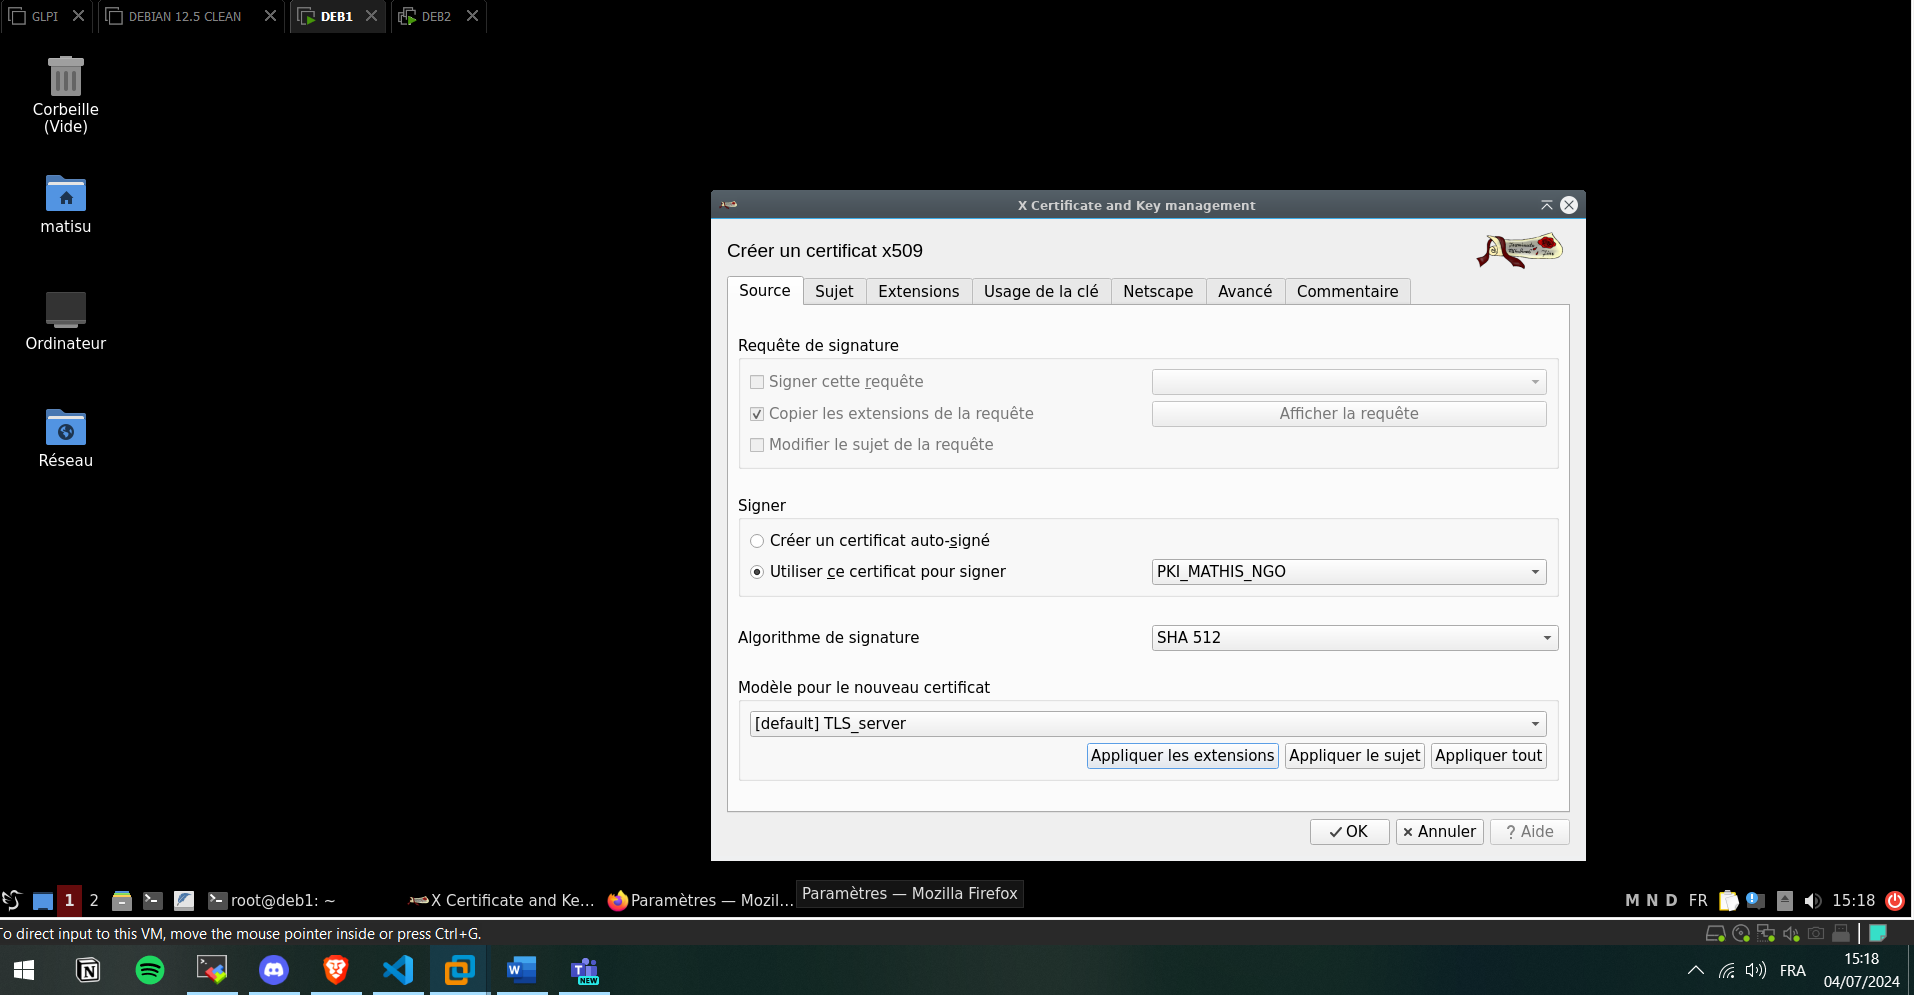 GLPI
DEBIAN 12.5 CLEAN
DEB1
DEB2
Corbeille
(Vide)
matisu
Ordinateur
Réseau
X Certificate and Key management
Créer un certificat x509
Source
Sujet
Extensions
Usage de la clé
Netscape
Avancé
Commentaire
Requête de signature
Signer cette requête
Copier les extensions de la requête
Afficher la requête
Modifier le sujet de la requête
Signer
Créer un certificat auto-signé
Utiliser ce certificat pour signer
PKI_MATHIS_NGO
Algorithme de signature
SHA 512
Modèle pour le nouveau certificat
[default] TLS_server
Appliquer les extensions
Appliquer le sujet
Appliquer tout
OK
Annuler
? Aide
1
2
root@deb1: ~
X Certificate and Ke...
Paramètres — Mozil...
Paramètres — Mozilla Firefox
M N D
FR
15:18
To direct input to this VM, move the mouse pointer inside or press Ctrl+G.
NEW
FRA
15:18
04/07/2024